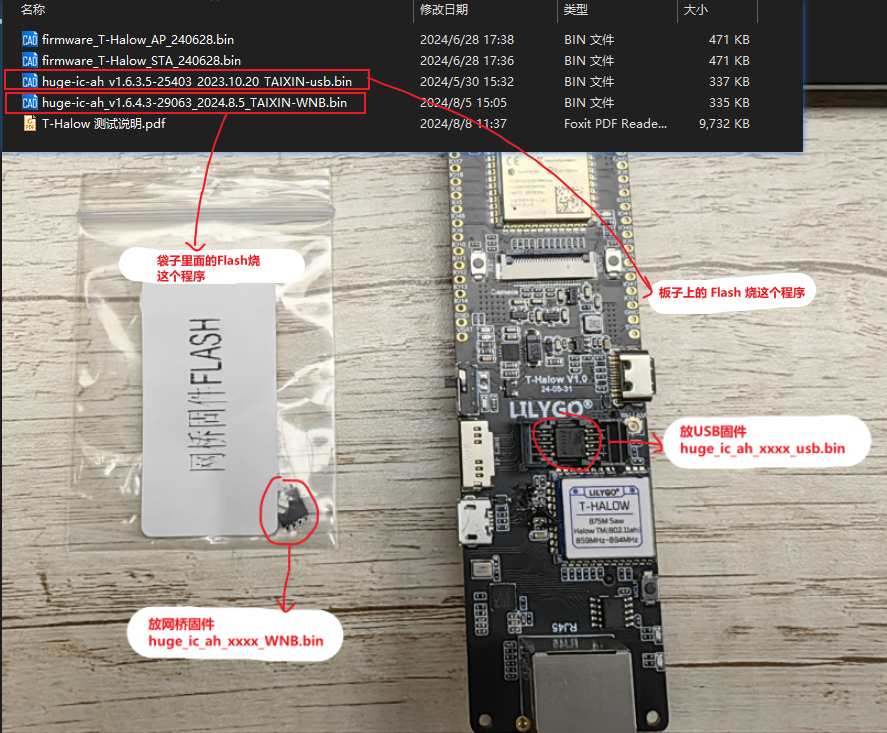 名称 修改日期 类型 大小
firmware_T-Halow_AP_240628.bin 2024/6/28 17:38 BIN 文件 471 KB
firmware_T-Halow_STA_240628.bin 2024/6/28 17:36 BIN 文件 471 KB
huge-ic-ah_v1.6.3.5-25403_2023.10.20_TAIXIN-usb.bin 2024/5/30 15:32 BIN 文件 337 KB
huge-ic-ah_v1.6.4.3-29063_2024.8.5_TAIXIN-WNB.bin 2024/8/5 15:05 BIN 文件 335 KB
T-Halow 测试说明.pdf 2024/8/8 11:37 Foxit PDF Reade... 9,732 KB
袋子里面的Flash烧
这个程序
板子上的 Flash 烧这个程序
网桥固件FLASH
Camera
T-Halow V1.0
24-05-31
LILYGO®
放USB固件
huge_ic_ah_xxxx_usb.bin
LILYGO®
T-HALOW
875M Saw
Halow TM(802.11ah)
859MHz~894MHz
放网桥固件
huge_ic_ah_xxxx_WNB.bin
RJ45